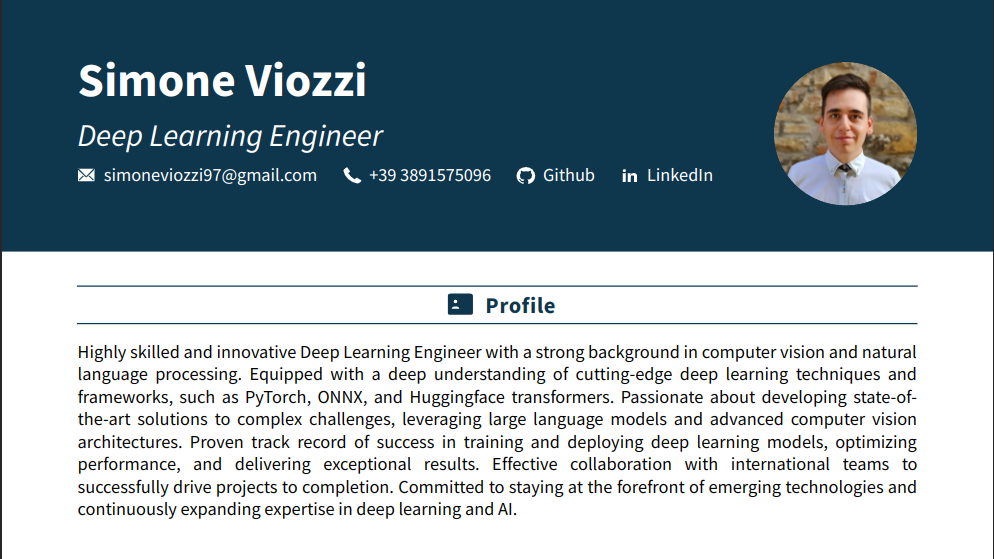 Simone Viozzi
Deep Learning Engineer
simoneviozzi97@gmail.com +39 3891575096 Github LinkedIn
Profile
Highly skilled and innovative Deep Learning Engineer with a strong background in computer vision and natural
language processing. Equipped with a deep understanding of cutting-edge deep learning techniques and
frameworks, such as PyTorch, ONNX, and Huggingface transformers. Passionate about developing state-of-
the-art solutions to complex challenges, leveraging large language models and advanced computer vision
architectures. Proven track record of success in training and deploying deep learning models, optimizing
performance, and delivering exceptional results. Effective collaboration with international teams to
successfully drive projects to completion. Committed to staying at the forefront of emerging technologies and
continuously expanding expertise in deep learning and AI.